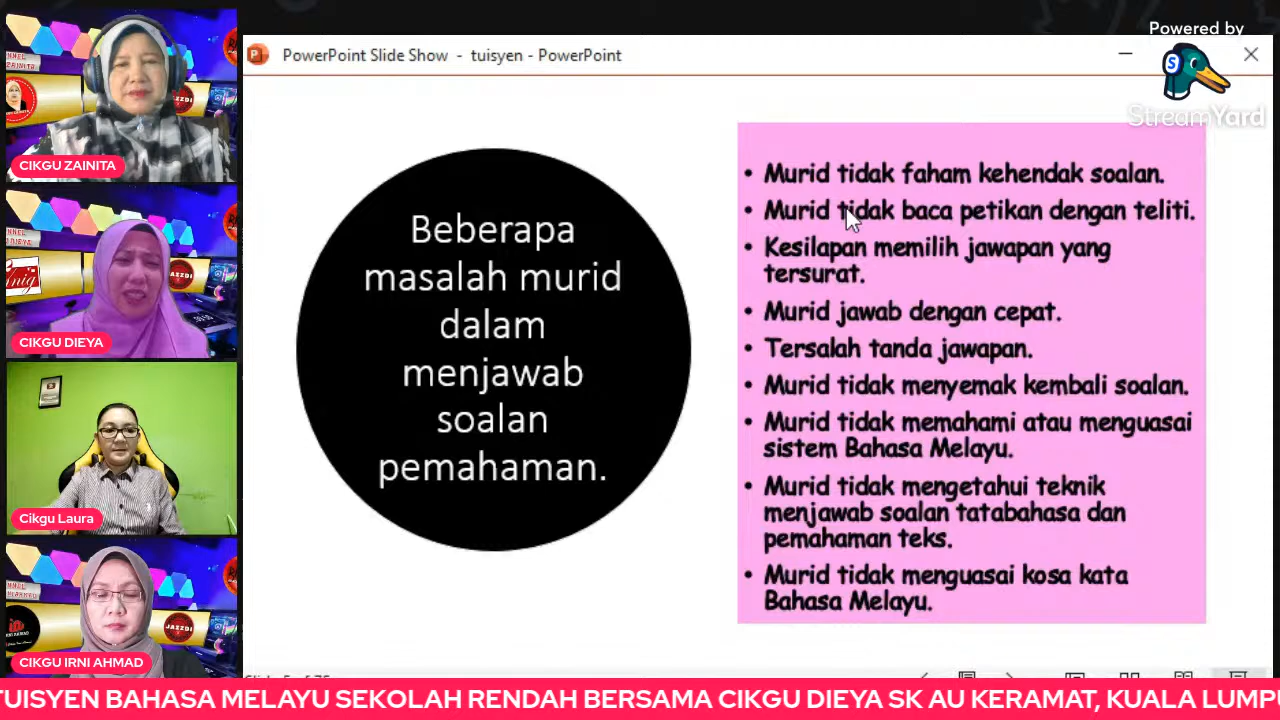 Powered by
StreamYard
PowerPoint Slide Show - tuisyen - PowerPoint
CIKGU ZAINITA
CIKGU DIEYA
Cikgu Laura
CIKGU IRNI AHMAD
Beberapa
masalah murid
dalam
menjawab
soalan
pemahaman.
• Murid tidak faham kehendak soalan.
• Murid tidak baca petikan dengan teliti.
• Kesilapan memilih jawapan yang
tersurat.
• Murid jawab dengan cepat.
• Tersalah tanda jawapan.
• Murid tidak menyemak kembali soalan.
• Murid tidak memahami atau menguasai
sistem Bahasa Melayu.
• Murid tidak mengetahui teknik
menjawab soalan tatabahasa dan
pemahaman teks.
• Murid tidak menguasai kosa kata
Bahasa Melayu.
TUISYEN BAHASA MELAYU SEKOLAH RENDAH BERSAMA CIKGU DIEYA SK AU KERAMAT, KUALA LUMPU